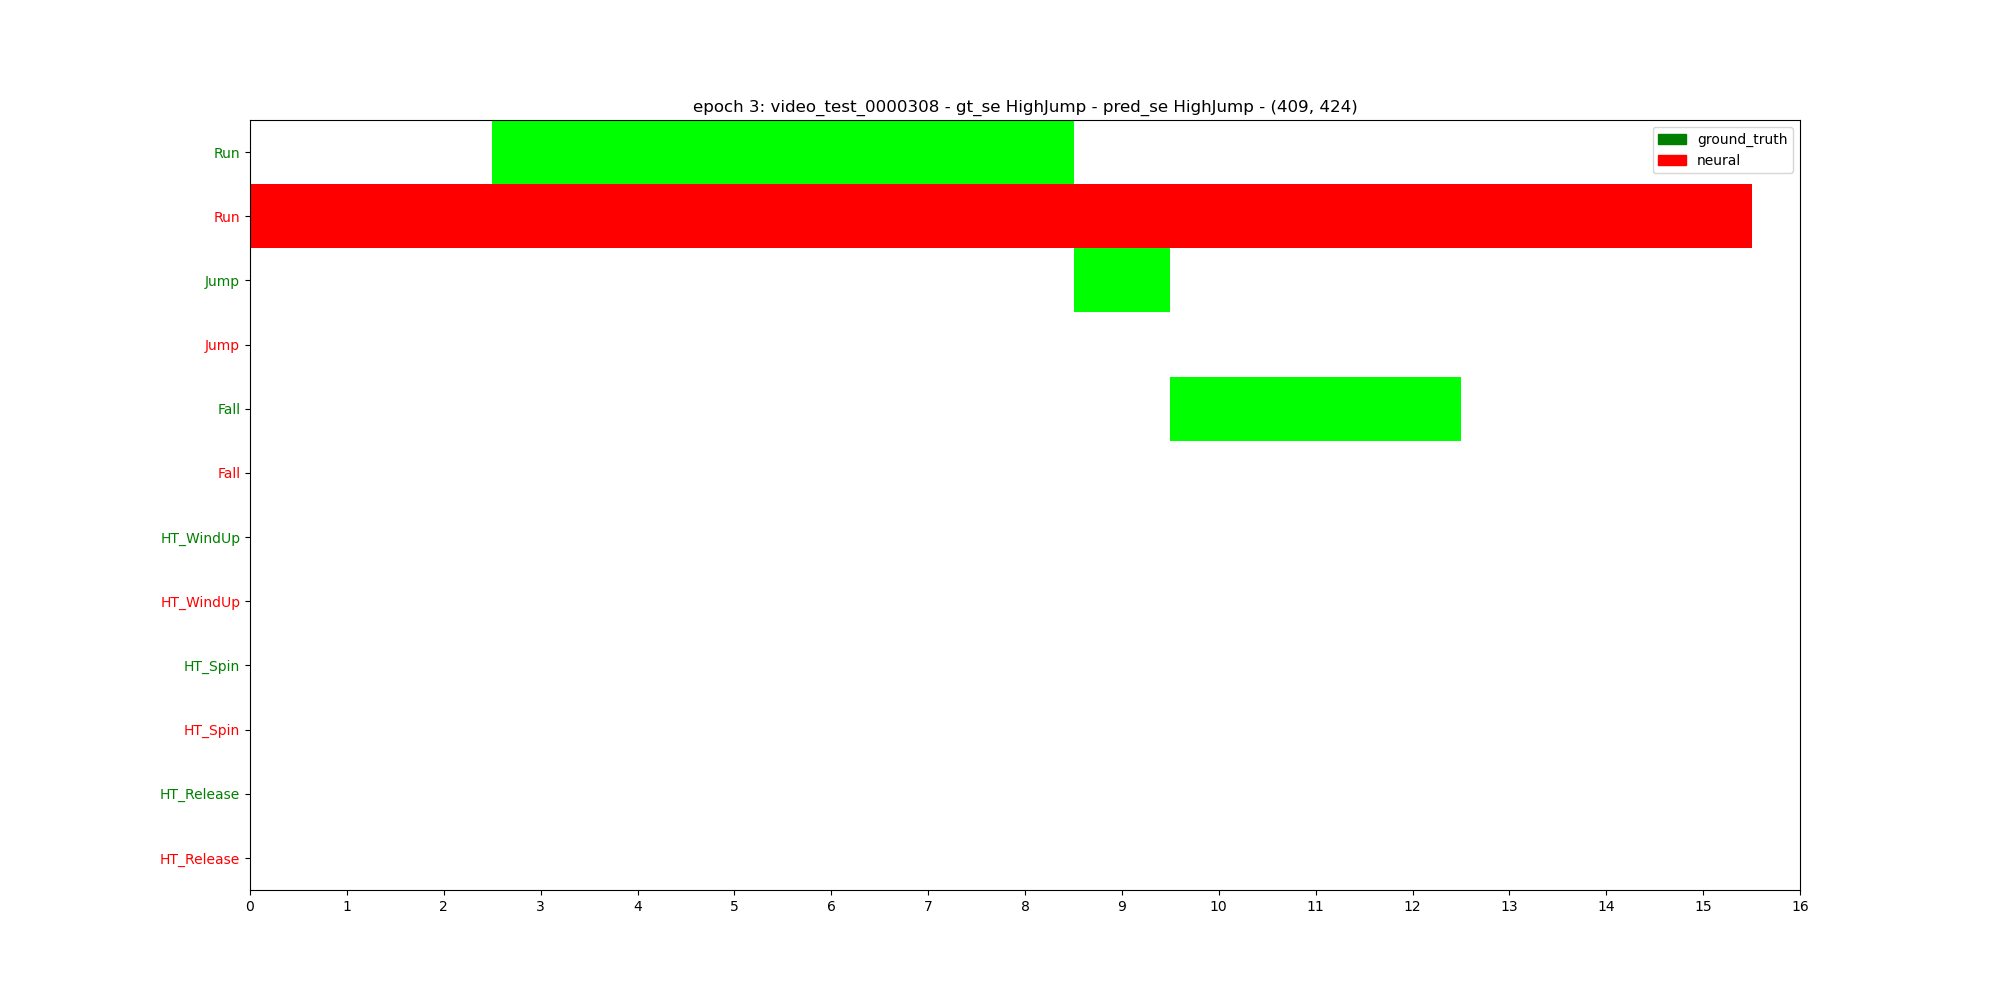 epoch 3: video_test_0000308 - gt_se HighJump - pred_se HighJump - (409, 424)
ground_truth
neural
Run
Run
Jump
Jump
Fall
Fall
HT_WindUp
HT_WindUp
HT_Spin
HT_Spin
HT_Release
HT_Release
0 1 2 3 4 5 6 7 8 9 10 11 12 13 14 15 16